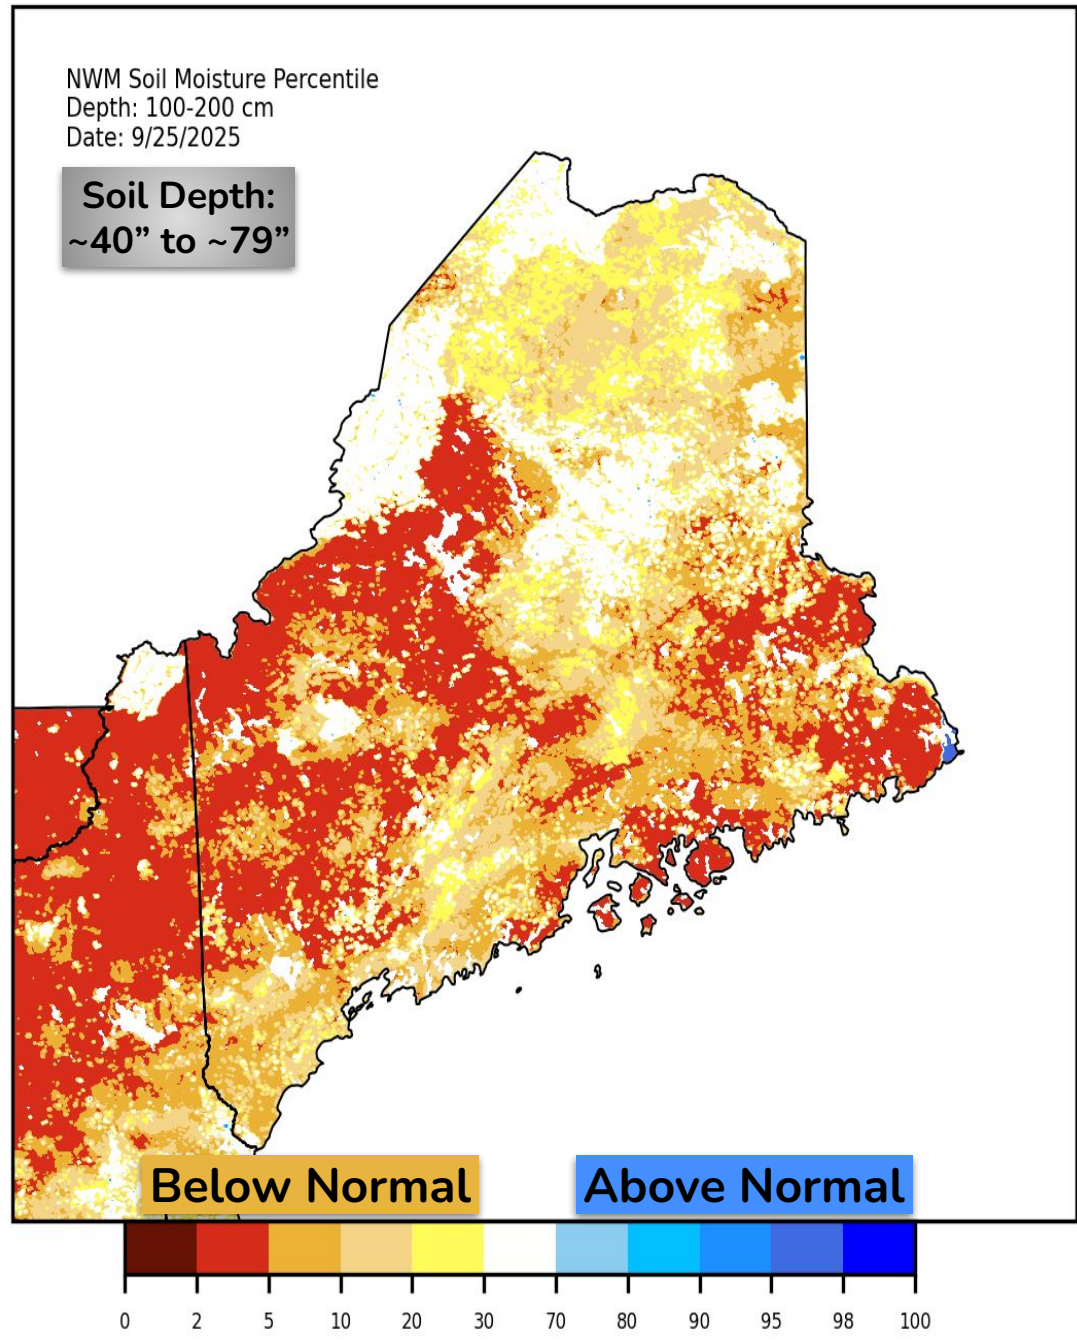 NWM Soil Moisture Percentile
Depth: 100-200 cm
Date: 9/25/2025
Soil Depth:
~40” to ~79”
Below Normal
Above Normal
0 2 5 10 20 30 70 80 90 95 98 100